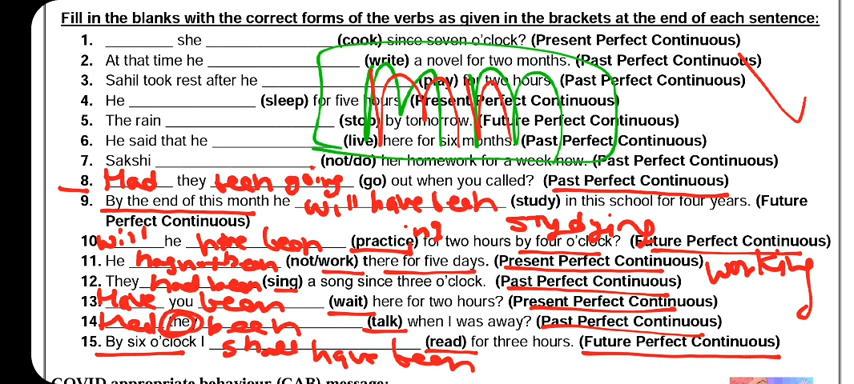 Fill in the blanks with the correct forms of the verbs as given in the brackets at the end of each sentence:
1. ________ she ________ (cook) since seven o'clock? (Present Perfect Continuous)
2. At that time he ________ (write) a novel for two months. (Past Perfect Continuous)
3. Sahil took rest after he ________ (play) for two hours. (Past Perfect Continuous)
4. He ________ (sleep) for five hours. (Present Perfect Continuous)
5. The rain ________ (stop) by tomorrow. (Future Perfect Continuous)
6. He said that he ________ (live) here for six months. (Past Perfect Continuous)
7. Sakshi ________ (not/do) her homework for a week now. (Past Perfect Continuous)
8. Had they been going (go) out when you called? (Past Perfect Continuous)
9. By the end of this month he will have been (study) in this school for four years. (Future
Perfect Continuous) studying
10. will he have been (practice) ing for two hours by four o'clock? (Future Perfect Continuous)
11. He (not/work) there for five days. (Present Perfect Continuous) working
12. They had been (sing) a song since three o'clock. (Past Perfect Continuous)
13. Have you been (wait) here for two hours? (Present Perfect Continuous)
14. Had they been (talk) when I was away? (Past Perfect Continuous)
15. By six o'clock I shall have been (read) for three hours. (Future Perfect Continuous)
COVID appropriate behaviour (CAB) message: